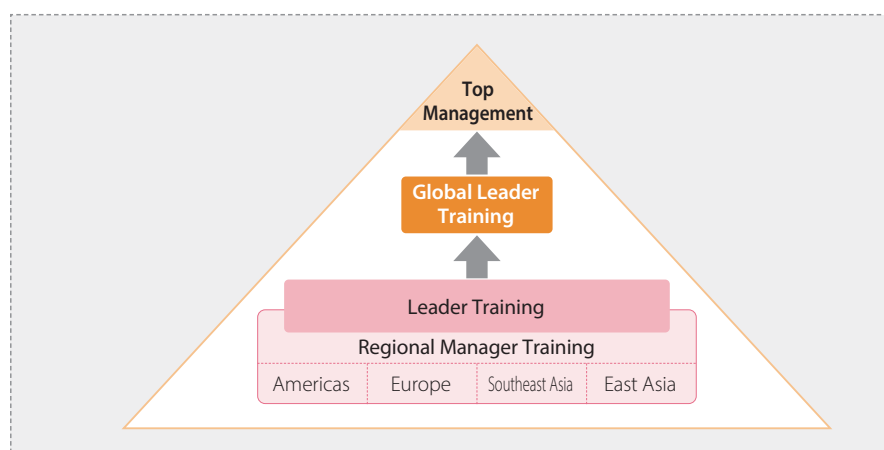 Top
Management
Global Leader
Training
Leader Training
Regional Manager Training
Americas
Europe
Southeast Asia
East Asia